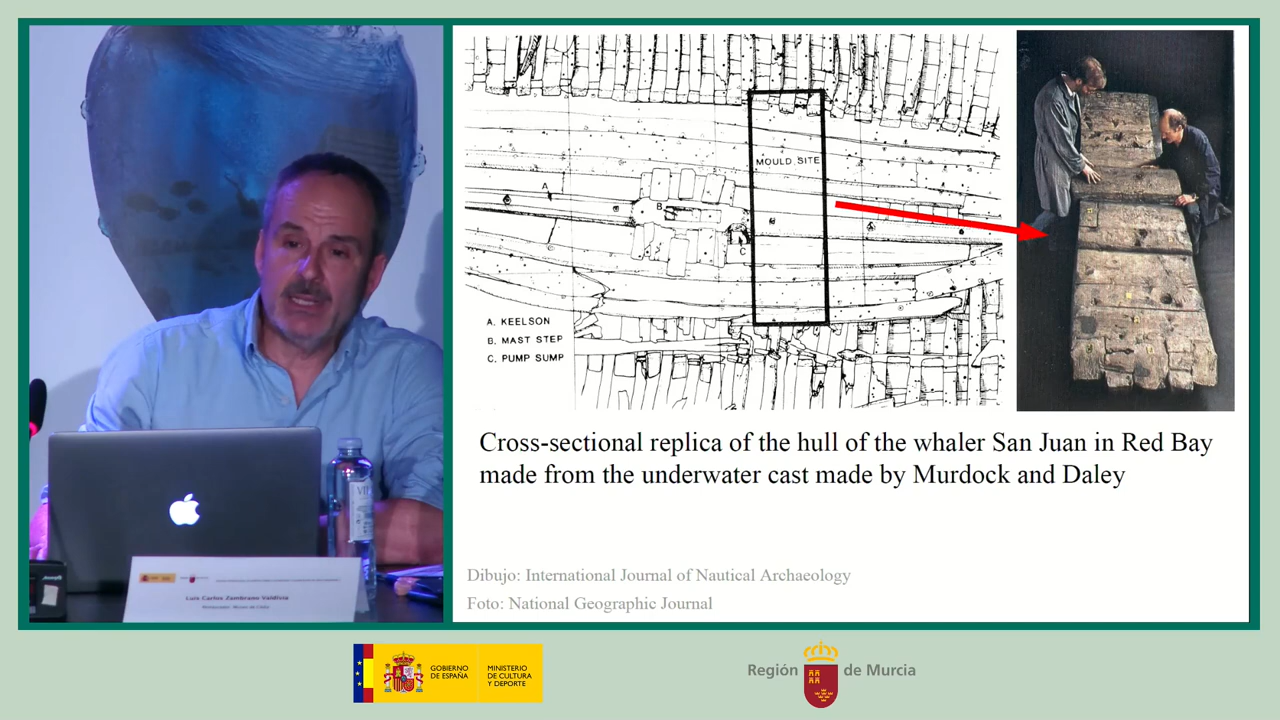 MOULD SITE
A
B
C
A. KEELSON
B. MAST STEP
C. PUMP SUMP
Cross-sectional replica of the hull of the whaler San Juan in Red Bay
made from the underwater cast made by Murdock and Daley
Dibujo: International Journal of Nautical Archaeology
Foto: National Geographic Journal
Luis Carlos Zambrano Valdivia
GOBIERNO
DE ESPAÑA
MINISTERIO
DE CULTURA
Y DEPORTE
Región de Murcia